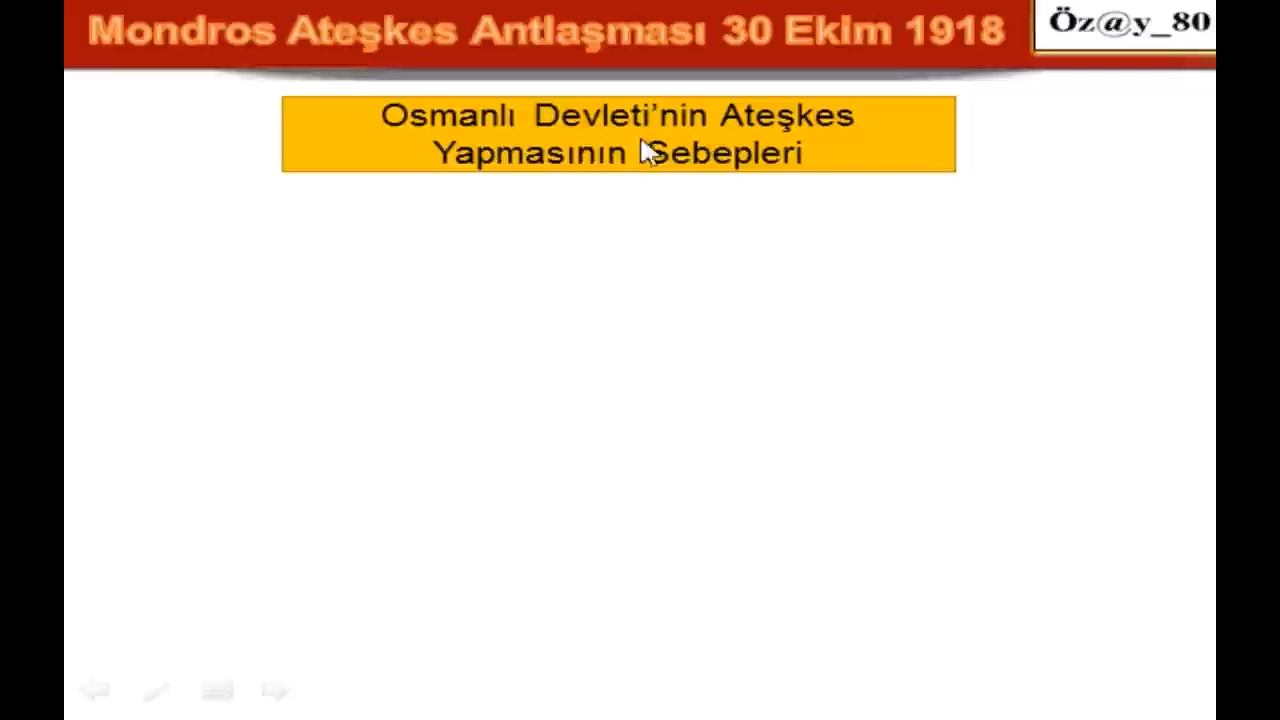 Mondros Ateşkes Antlaşması 30 Ekim 1918
Öz@y_80
Osmanlı Devleti'nin Ateşkes
Yapmasının Sebepleri